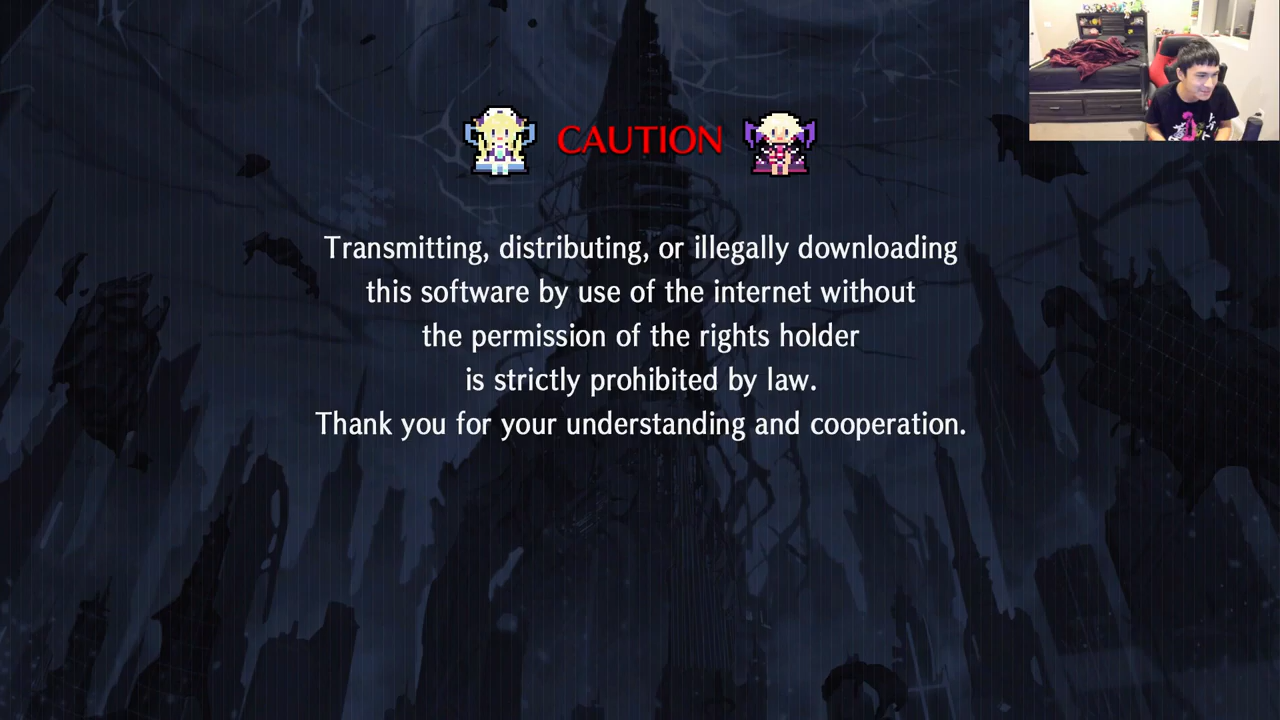 CAUTION
Transmitting, distributing, or illegally downloading
this software by use of the internet without
the permission of the rights holder
is strictly prohibited by law.
Thank you for your understanding and cooperation.